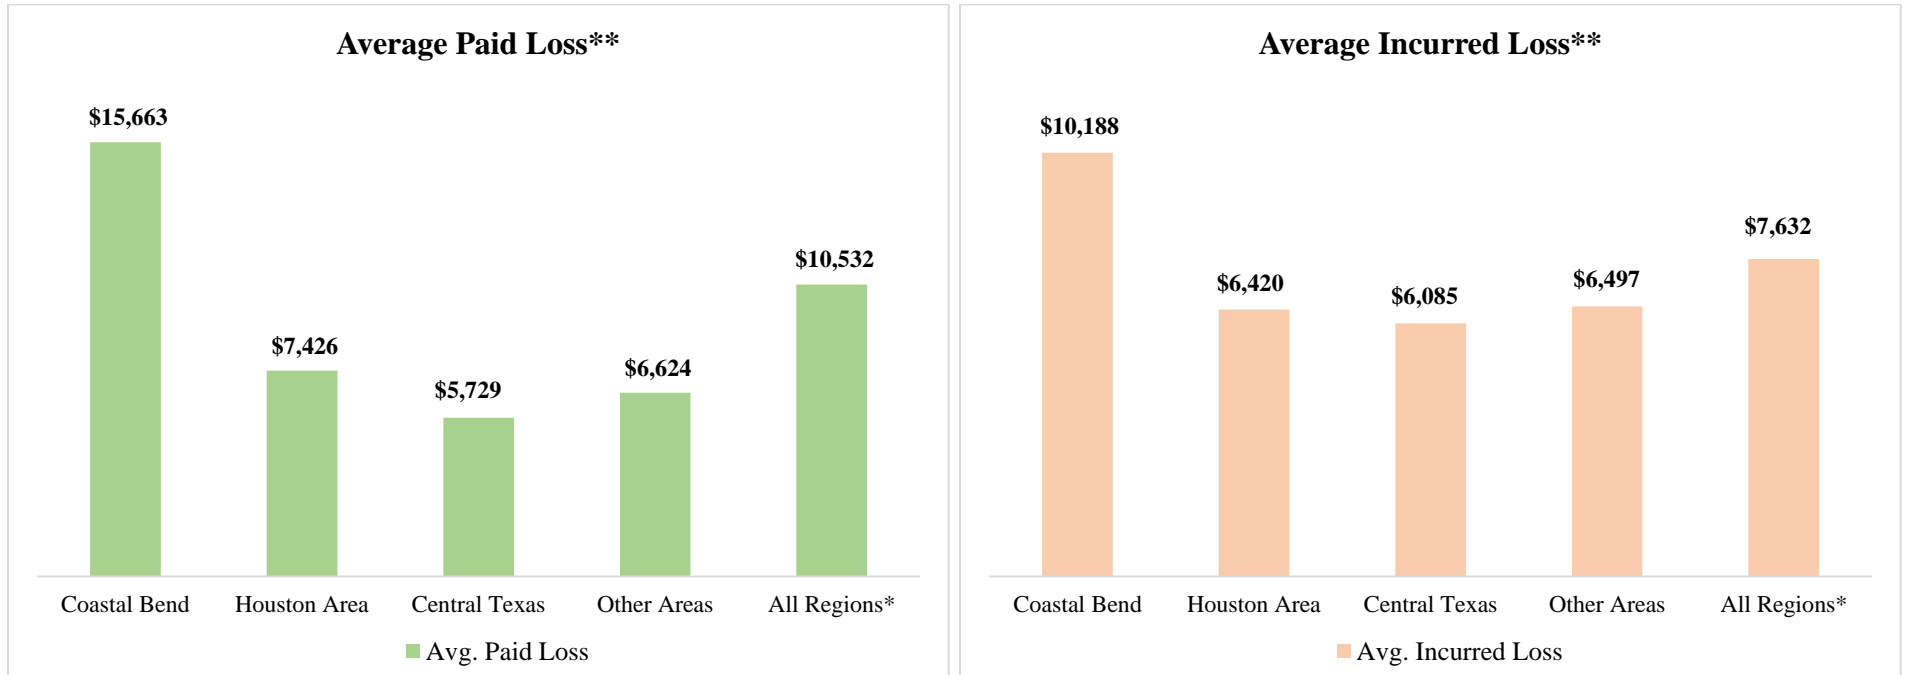 Average Paid Loss**
$15,663
$7,426
$5,729
$6,624
$10,532
Coastal Bend
Houston Area
Central Texas
Other Areas
All Regions*
Avg. Paid Loss
Average Incurred Loss**
$10,188
$6,420
$6,085
$6,497
$7,632
Coastal Bend
Houston Area
Central Texas
Other Areas
All Regions*
Avg. Incurred Loss